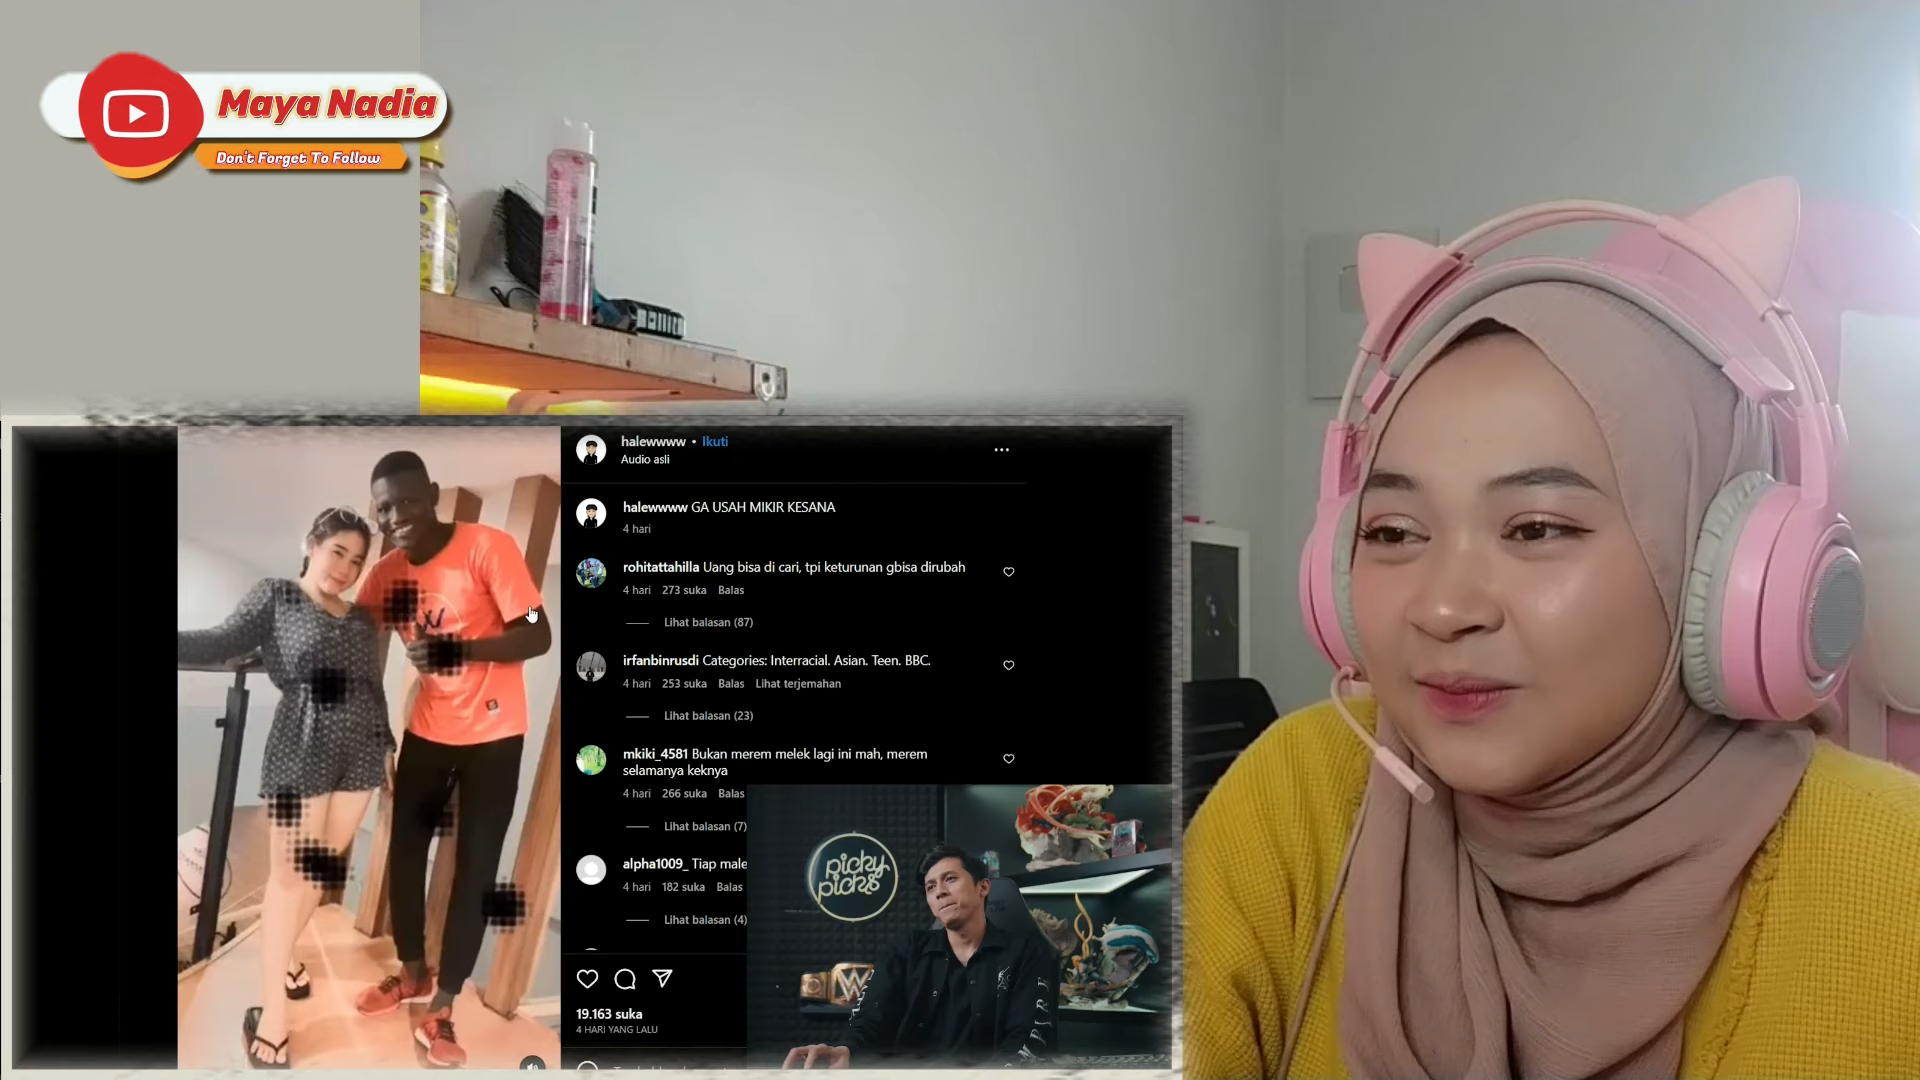 Maya Nadia
Don't Forget To Follow
halewwww • Ikuti
Audio asli
halewwww GA USAH MIKIR KESANA
4 hari
rohitattahilla Uang bisa di cari, tpi keturunan gbisa dirubah
4 hari 273 suka Balas
Lihat balasan (87)
irfanbinrusdi Categories: Interracial. Asian. Teen. BBC.
4 hari 253 suka Balas Lihat terjemahan
Lihat balasan (23)
mkiki_4581 Bukan merem melek lagi ini mah, merem
selamanya keknya
4 hari 266 suka Balas
Lihat balasan (7)
alpha1009_ Tiap male
4 hari 182 suka Balas
Lihat balasan (4)
19.163 suka
4 HARI YANG LALU
picky
picks
W